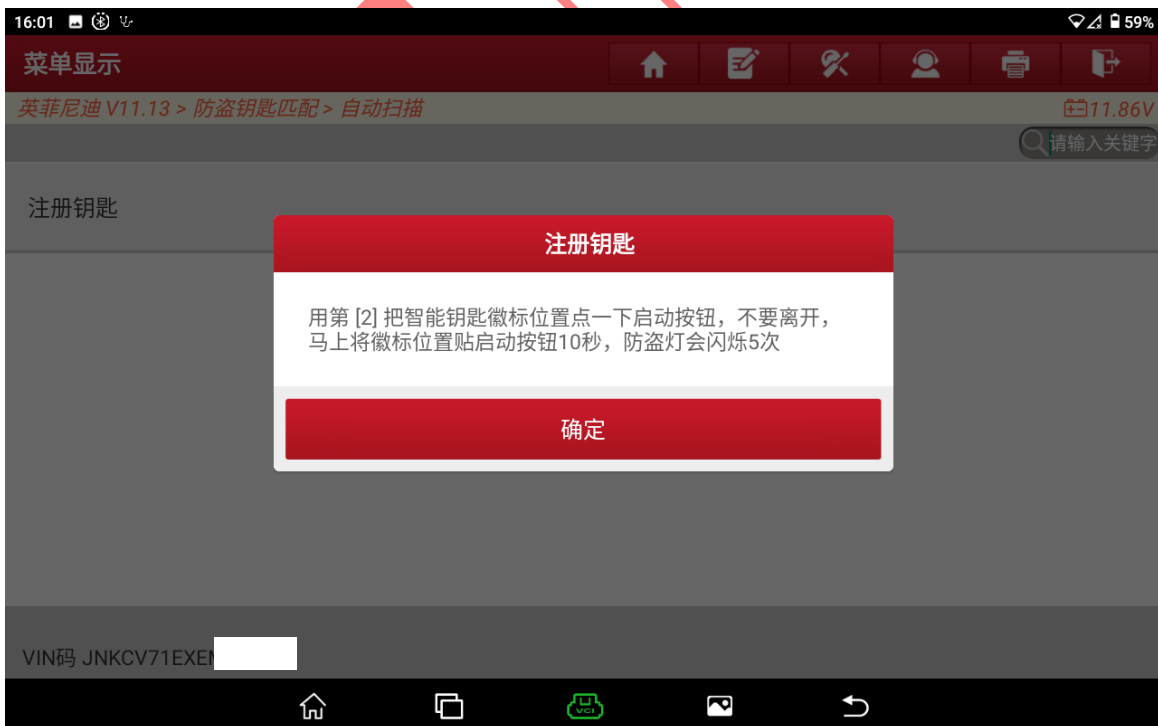 16:01 59%
菜单显示
英菲尼迪 V11.13 > 防盗钥匙匹配 > 自动扫描 11.86V
请输入关键字
注册钥匙
注册钥匙
用第 [2] 把智能钥匙徽标位置点一下启动按钮，不要离开，
马上将徽标位置贴启动按钮10秒，防盗灯会闪烁5次
确定
VIN码 JNKCV71EXE
VCI